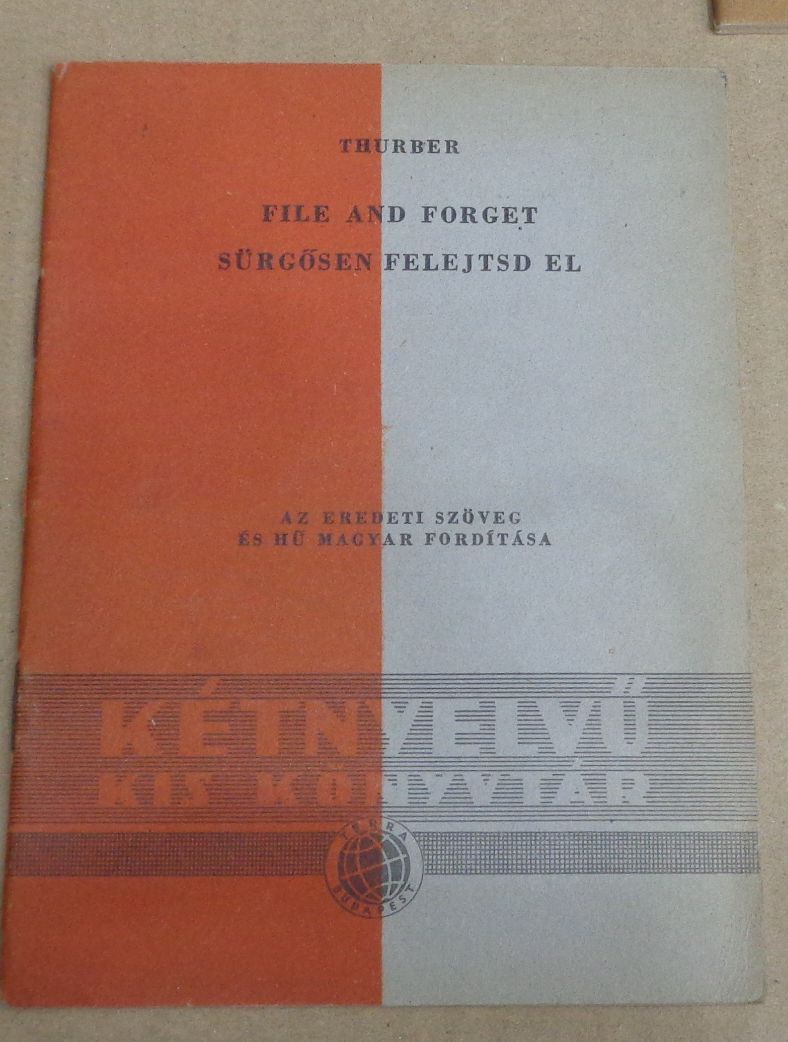 THURBER
FILE AND FORGET
SÜRGŐSEN FELEJTSD EL
AZ EREDETI SZÖVEG
ÉS HŰ MAGYAR FORDÍTÁSA
KÉTNYELVŰ
KIS KÖNYVTÁR
TERRA
BUDAPEST